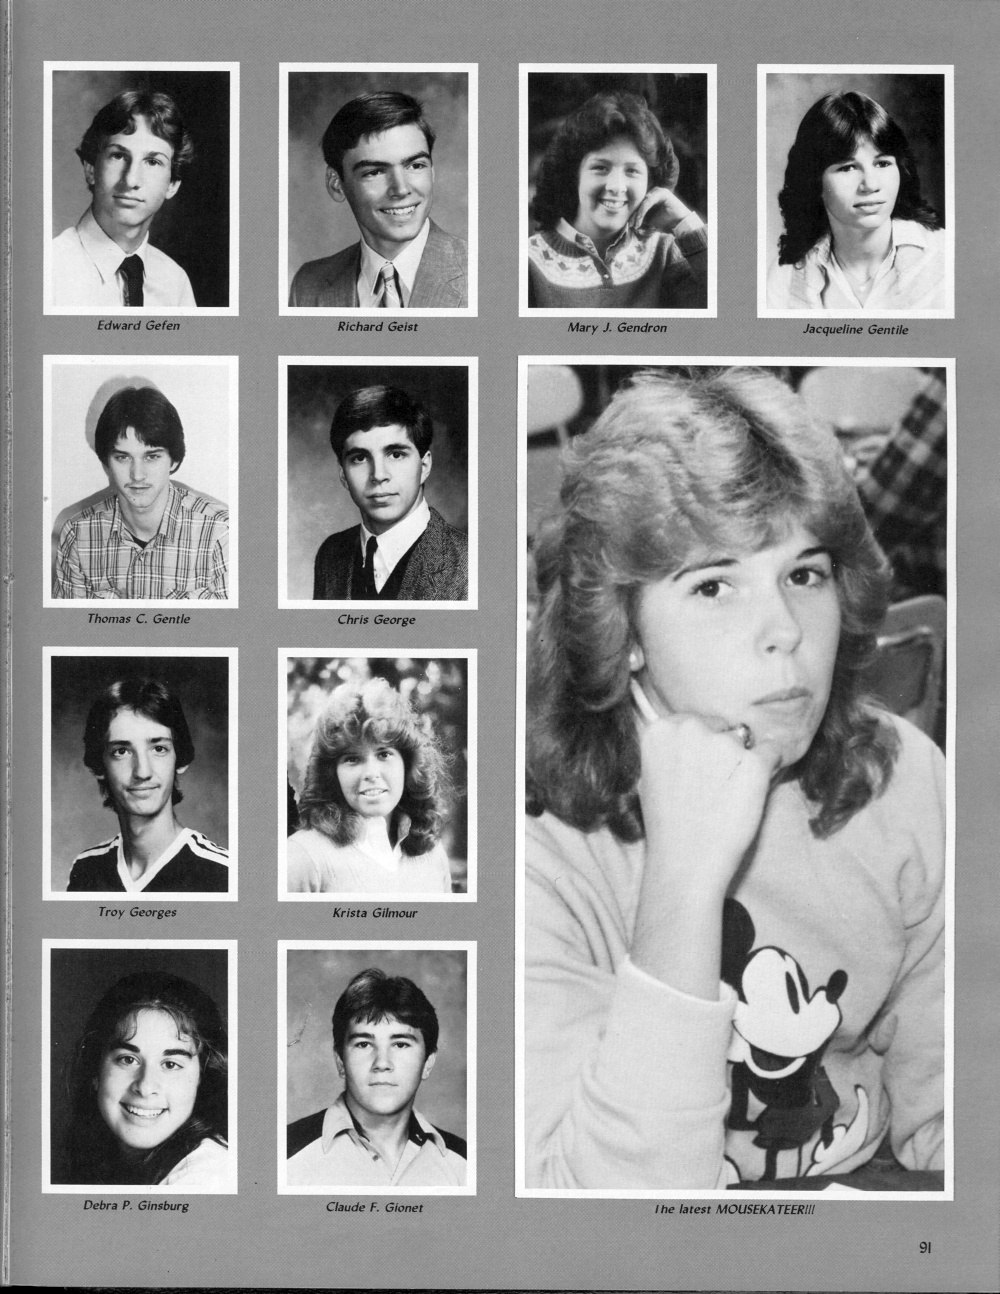 Edward Gefen
Richard Geist
Mary J. Gendron
Jacqueline Gentile
Thomas C. Gentle
Chris George
Troy Georges
Krista Gilmour
Debra P. Ginsburg
Claude F. Gionet
The latest MOUSEKATEER!!!
91